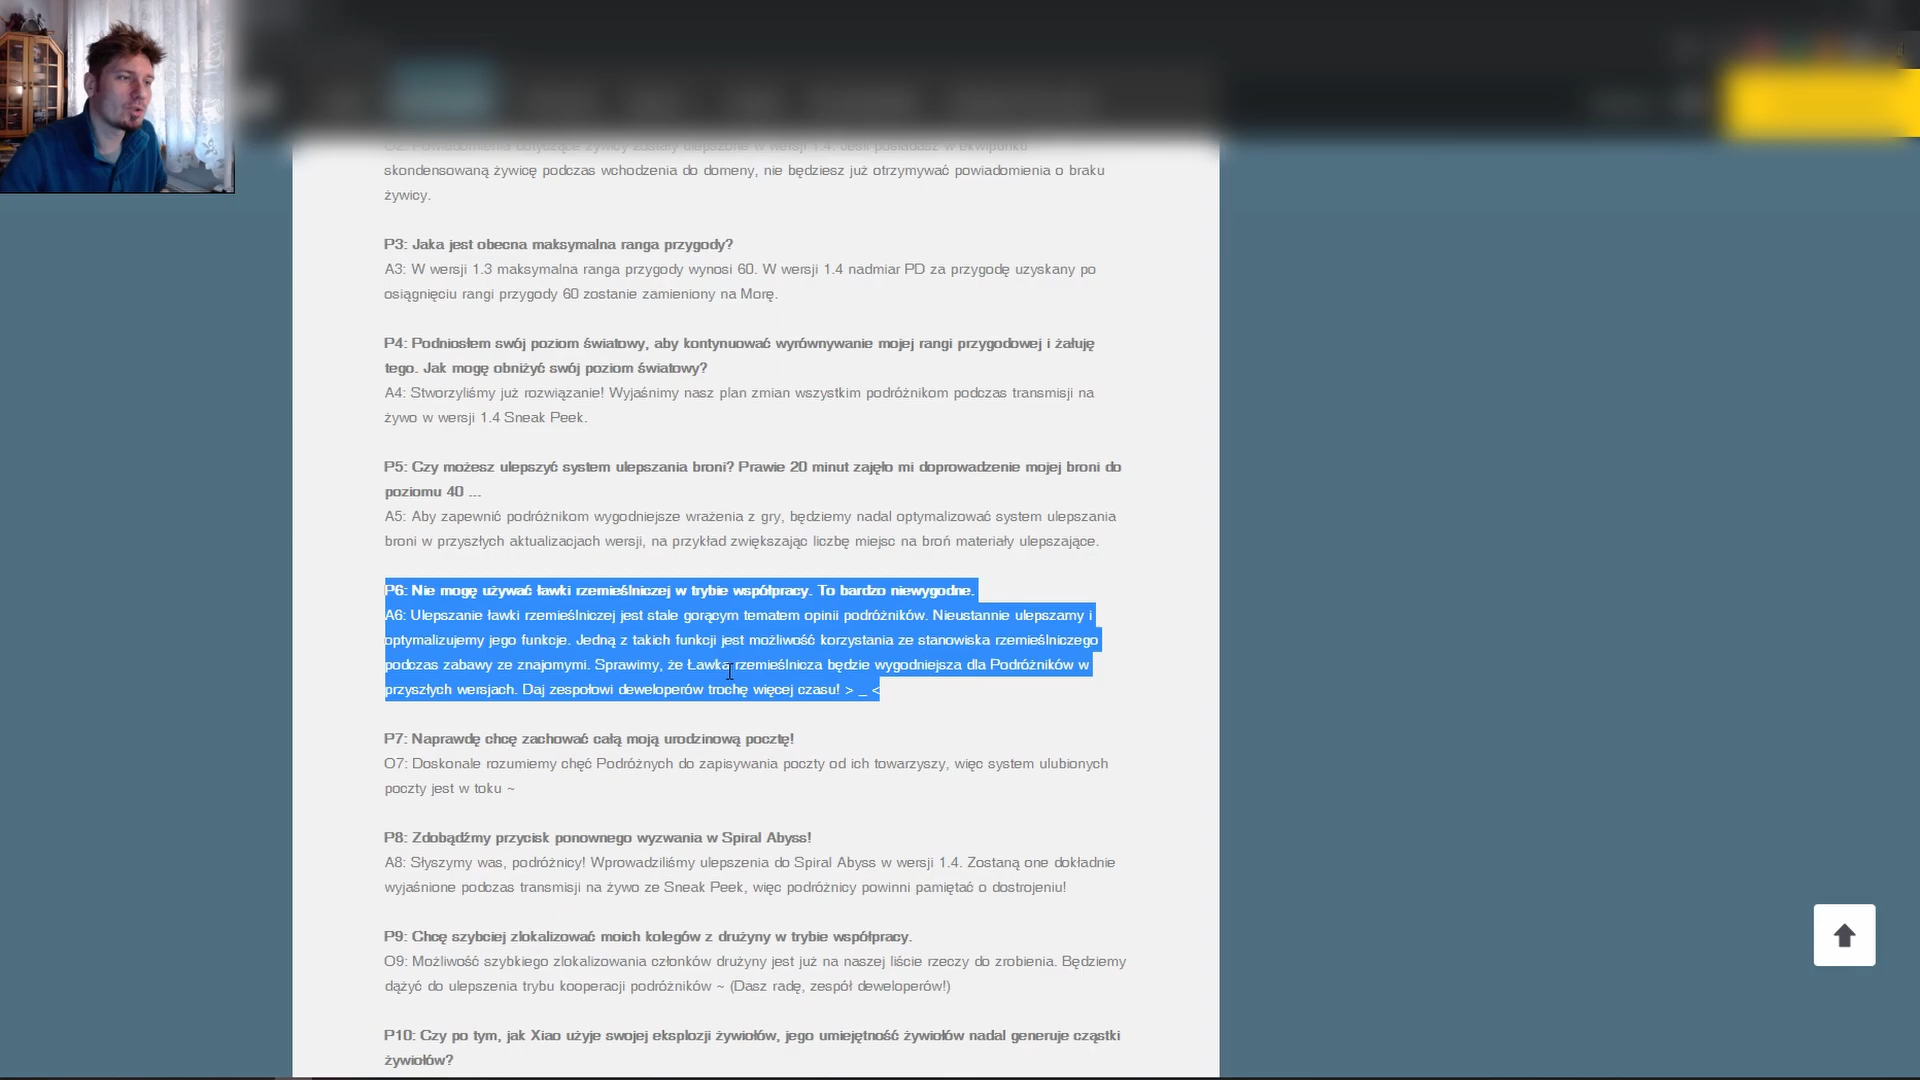 O2: Powiadomienia dotyczące żywicy zostały ulepszone w wersji 1.4. Jeśli posiadasz w ekwipunku
skondensowaną żywicę podczas wchodzenia do domeny, nie będziesz już otrzymywać powiadomienia o braku
żywicy.
P3: Jaka jest obecna maksymalna ranga przygody?
A3: W wersji 1.3 maksymalna ranga przygody wynosi 60. W wersji 1.4 nadmiar PD za przygodę uzyskany po
osiągnięciu rangi przygody 60 zostanie zamieniony na Morę.
P4: Podniosłem swój poziom światowy, aby kontynuować wyrównywanie mojej rangi przygodowej i żałuję
tego. Jak mogę obniżyć swój poziom światowy?
A4: Stworzyliśmy już rozwiązanie! Wyjaśnimy nasz plan zmian wszystkim podróżnikom podczas transmisji na
żywo w wersji 1.4 Sneak Peek.
P5: Czy możesz ulepszyć system ulepszania broni? Prawie 20 minut zajęło mi doprowadzenie mojej broni do
poziomu 40 ...
A5: Aby zapewnić podróżnikom wygodniejsze wrażenia z gry, będziemy nadal optymalizować system ulepszania
broni w przyszłych aktualizacjach wersji, na przykład zwiększając liczbę miejsc na broń materiały ulepszające.
P6: Nie mogę używać ławki rzemieślniczej w trybie współpracy. To bardzo niewygodne.
A6: Ulepszanie ławki rzemieślniczej jest stale gorącym tematem opinii podróżników. Nieustannie ulepszamy i
optymalizujemy jego funkcje. Jedną z takich funkcji jest możliwość korzystania ze stanowiska rzemieślniczego
podczas zabawy ze znajomymi. Sprawimy, że Ławka rzemieślnicza będzie wygodniejsza dla Podróżników w
przyszłych wersjach. Daj zespołowi deweloperów trochę więcej czasu! > _ <
P7: Naprawdę chcę zachować całą moją urodzinową pocztę!
O7: Doskonale rozumiemy chęć Podróżnych do zapisywania poczty od ich towarzyszy, więc system ulubionych
poczty jest w toku ~
P8: Zdobądźmy przycisk ponownego wyzwania w Spiral Abyss!
A8: Słyszymy was, podróżnicy! Wprowadziliśmy ulepszenia do Spiral Abyss w wersji 1.4. Zostaną one dokładnie
wyjaśnione podczas transmisji na żywo ze Sneak Peek, więc podróżnicy powinni pamiętać o dostrojeniu!
P9: Chcę szybciej zlokalizować moich kolegów z drużyny w trybie współpracy.
O9: Możliwość szybkiego zlokalizowania członków drużyny jest już na naszej liście rzeczy do zrobienia. Będziemy
dążyć do ulepszenia trybu kooperacji podróżników ~ (Dasz radę, zespół deweloperów!)
P10: Czy po tym, jak Xiao użyje swojej eksplozji żywiołów, jego umiejętność żywiołów nadal generuje cząstki
żywiołów?